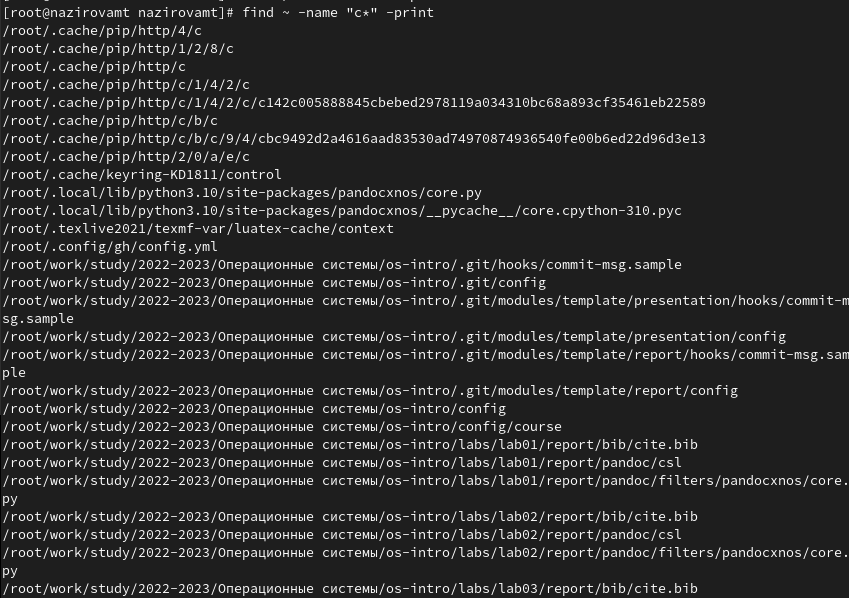 [root@nazirovamt nazirovamt]# find ~ -name "c*" -print
/root/.cache/pip/http/4/c
/root/.cache/pip/http/1/2/8/c
/root/.cache/pip/http/c
/root/.cache/pip/http/c/1/4/2/c
/root/.cache/pip/http/c/1/4/2/c/c142c005888845cbebed2978119a034310bc68a893cf35461eb22589
/root/.cache/pip/http/c/b/c
/root/.cache/pip/http/c/b/c/9/4/cbc9492d2a4616aad83530ad74970874936540fe00b6ed22d96d3e13
/root/.cache/pip/http/2/0/a/e/c
/root/.cache/keyring-KD1811/control
/root/.local/lib/python3.10/site-packages/pandocxnos/core.py
/root/.local/lib/python3.10/site-packages/pandocxnos/__pycache__/core.cpython-310.pyc
/root/.texlive2021/texmf-var/luatex-cache/context
/root/.config/gh/config.yml
/root/work/study/2022-2023/Операционные системы/os-intro/.git/hooks/commit-msg.sample
/root/work/study/2022-2023/Операционные системы/os-intro/.git/config
/root/work/study/2022-2023/Операционные системы/os-intro/.git/modules/template/presentation/hooks/commit-m
sg.sample
/root/work/study/2022-2023/Операционные системы/os-intro/.git/modules/template/presentation/config
/root/work/study/2022-2023/Операционные системы/os-intro/.git/modules/template/report/hooks/commit-msg.sam
ple
/root/work/study/2022-2023/Операционные системы/os-intro/.git/modules/template/report/config
/root/work/study/2022-2023/Операционные системы/os-intro/config
/root/work/study/2022-2023/Операционные системы/os-intro/config/course
/root/work/study/2022-2023/Операционные системы/os-intro/labs/lab01/report/bib/cite.bib
/root/work/study/2022-2023/Операционные системы/os-intro/labs/lab01/report/pandoc/csl
/root/work/study/2022-2023/Операционные системы/os-intro/labs/lab01/report/pandoc/filters/pandocxnos/core.
py
/root/work/study/2022-2023/Операционные системы/os-intro/labs/lab02/report/bib/cite.bib
/root/work/study/2022-2023/Операционные системы/os-intro/labs/lab02/report/pandoc/csl
/root/work/study/2022-2023/Операционные системы/os-intro/labs/lab02/report/pandoc/filters/pandocxnos/core.
py
/root/work/study/2022-2023/Операционные системы/os-intro/labs/lab03/report/bib/cite.bib